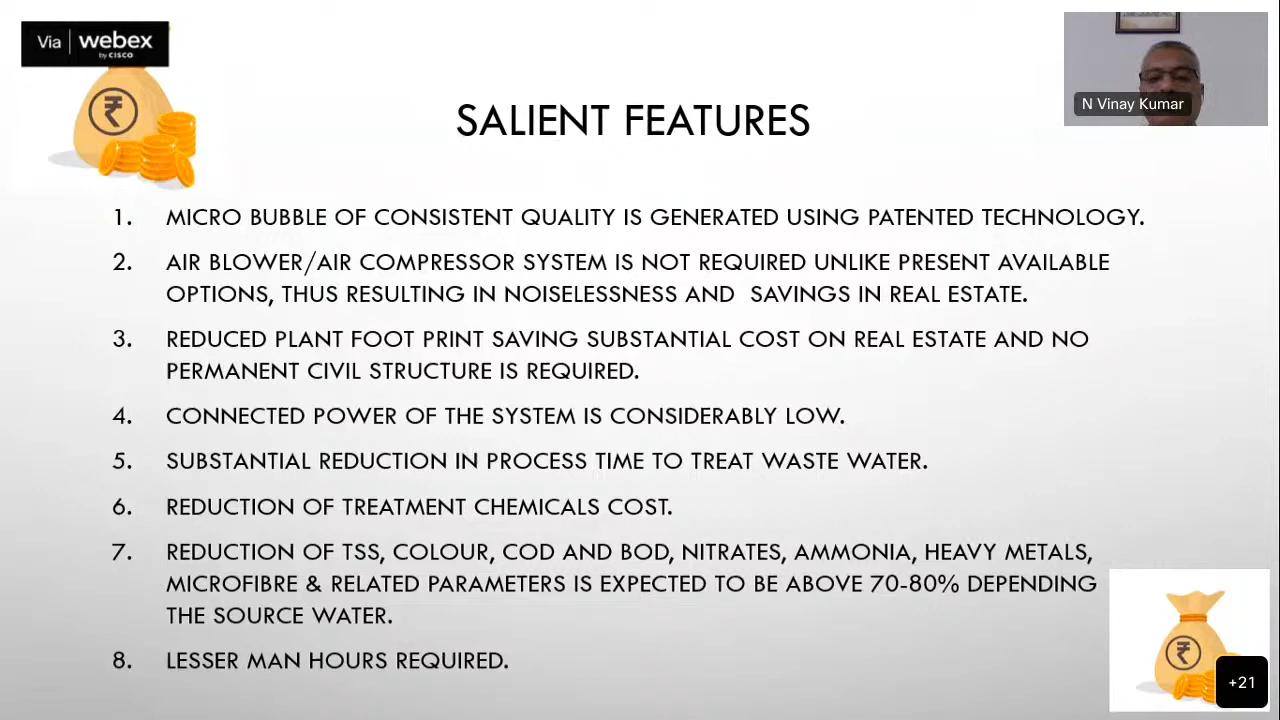 Via webex
by CISCO
N Vinay Kumar
SALIENT FEATURES
1. MICRO BUBBLE OF CONSISTENT QUALITY IS GENERATED USING PATENTED TECHNOLOGY.
2. AIR BLOWER/AIR COMPRESSOR SYSTEM IS NOT REQUIRED UNLIKE PRESENT AVAILABLE
OPTIONS, THUS RESULTING IN NOISELESSNESS AND SAVINGS IN REAL ESTATE.
3. REDUCED PLANT FOOT PRINT SAVING SUBSTANTIAL COST ON REAL ESTATE AND NO
PERMANENT CIVIL STRUCTURE IS REQUIRED.
4. CONNECTED POWER OF THE SYSTEM IS CONSIDERABLY LOW.
5. SUBSTANTIAL REDUCTION IN PROCESS TIME TO TREAT WASTE WATER.
6. REDUCTION OF TREATMENT CHEMICALS COST.
7. REDUCTION OF TSS, COLOUR, COD AND BOD, NITRATES, AMMONIA, HEAVY METALS,
MICROFIBRE & RELATED PARAMETERS IS EXPECTED TO BE ABOVE 70-80% DEPENDING
THE SOURCE WATER.
8. LESSER MAN HOURS REQUIRED.
₹
₹
+21